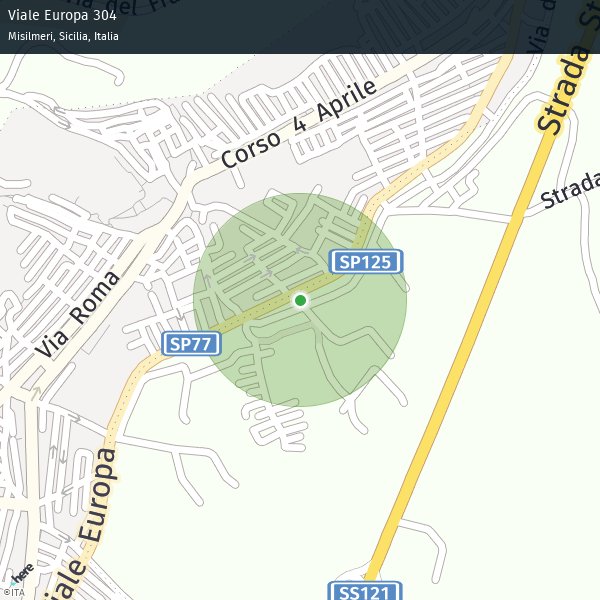 Viale Europa 304
Misilmeri, Sicilia, Italia
Corso 4 Aprile
Strada
SP125
Via Roma
SP77
Viale Europa
SS121
here
©ITA